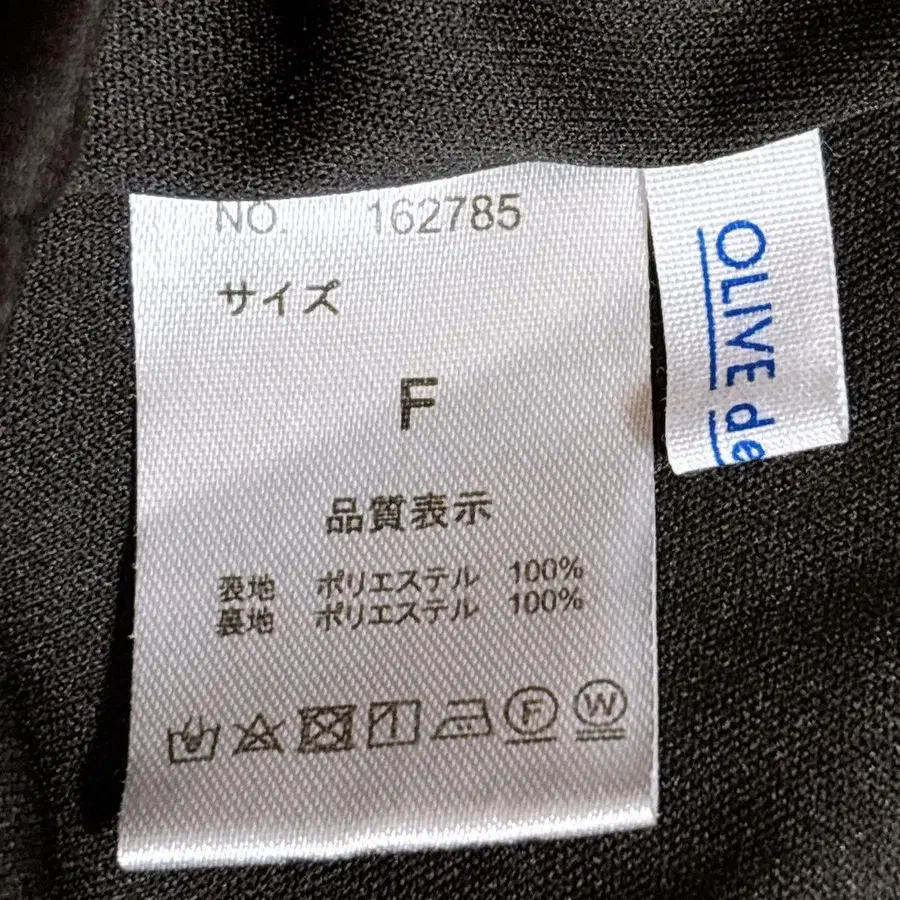 NO. 162785
サイズ
F
品質表示
表地 ポリエステル 100%
裏地 ポリエステル 100%
F W
OLIVE de